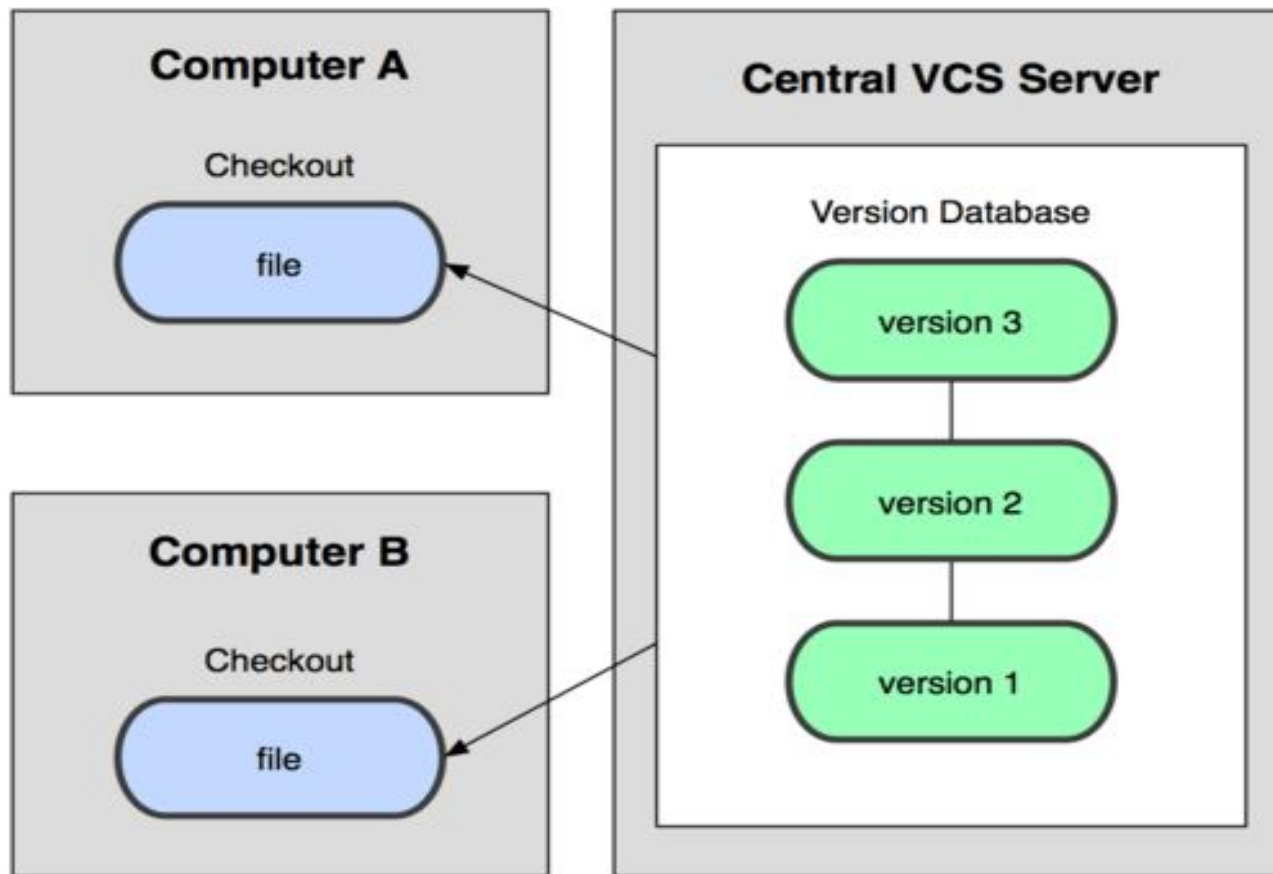 Computer A
Checkout
file
Computer B
Checkout
file
Central VCS Server
Version Database
version 3
version 2
version 1